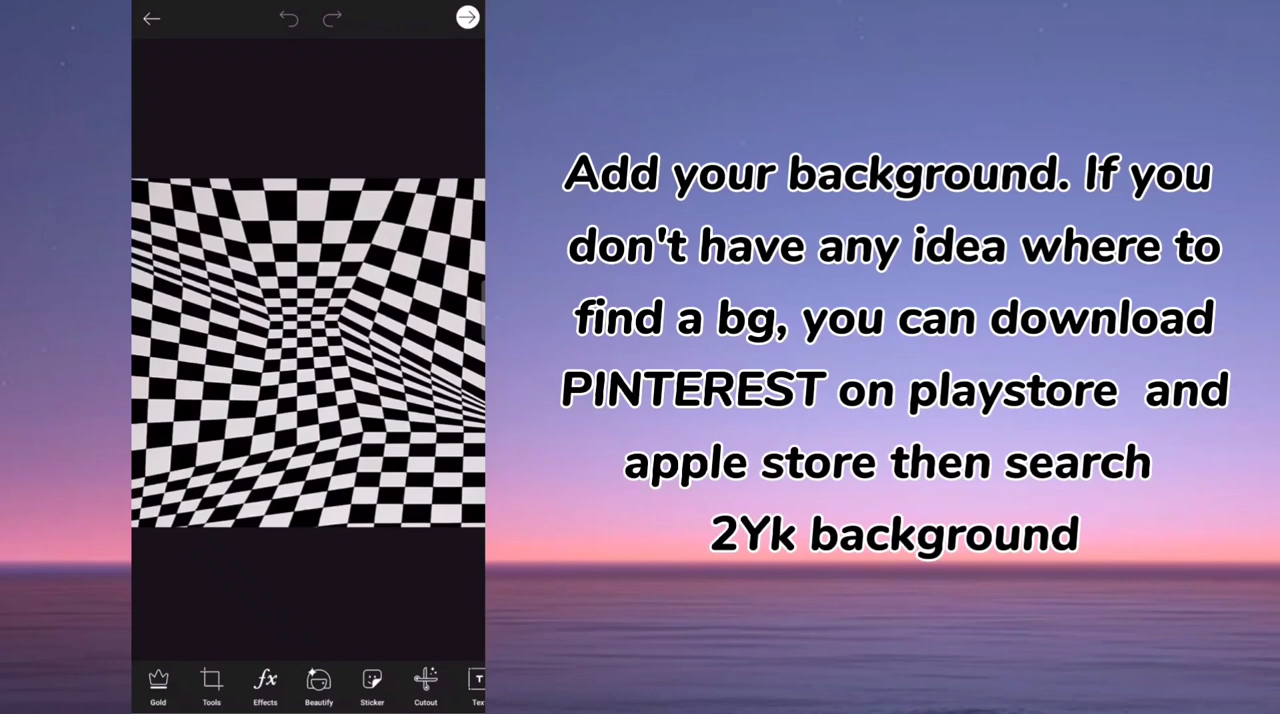 Add your background. If you
don't have any idea where to
find a bg, you can download
PINTEREST on playstore and
apple store then search
2Yk background
Gold Tools Effects Beautify Sticker Cutout Tex